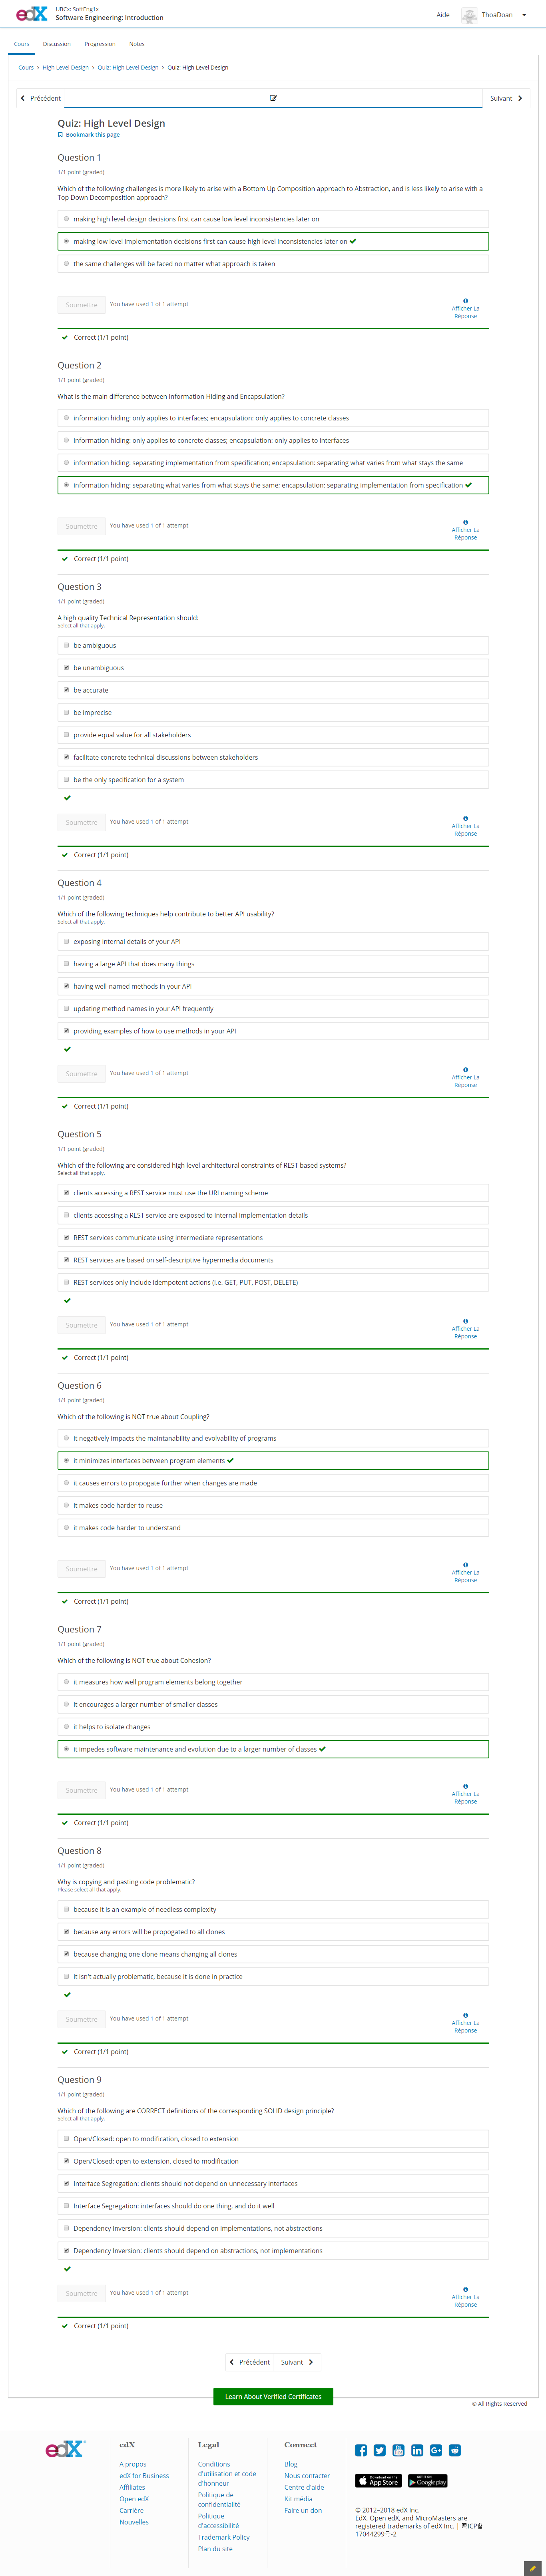 edX
UBCx: SoftEng1x
Software Engineering: Introduction
Aide
ThoaDoan
Cours
Discussion
Progression
Notes
Cours > High Level Design > Quiz: High Level Design > Quiz: High Level Design
Précédent
Suivant
Quiz: High Level Design
Bookmark this page
Question 1
1/1 point (graded)
Which of the following challenges is more likely to arise with a Bottom Up Composition approach to Abstraction, and is less likely to arise with a
Top Down Decomposition approach?
making high level design decisions first can cause low level inconsistencies later on
making low level implementation decisions first can cause high level inconsistencies later on
the same challenges will be faced no matter what approach is taken
Soumettre
You have used 1 of 1 attempt
Afficher La
Réponse
Correct (1/1 point)
Question 2
1/1 point (graded)
What is the main difference between Information Hiding and Encapsulation?
information hiding: only applies to interfaces; encapsulation: only applies to concrete classes
information hiding: only applies to concrete classes; encapsulation: only applies to interfaces
information hiding: separating implementation from specification; encapsulation: separating what varies from what stays the same
information hiding: separating what varies from what stays the same; encapsulation: separating implementation from specification
Soumettre
You have used 1 of 1 attempt
Afficher La
Réponse
Correct (1/1 point)
Question 3
1/1 point (graded)
A high quality Technical Representation should:
Select all that apply.
be ambiguous
be unambiguous
be accurate
be imprecise
provide equal value for all stakeholders
facilitate concrete technical discussions between stakeholders
be the only specification for a system
Soumettre
You have used 1 of 1 attempt
Afficher La
Réponse
Correct (1/1 point)
Question 4
1/1 point (graded)
Which of the following techniques help contribute to better API usability?
Select all that apply.
exposing internal details of your API
having a large API that does many things
having well-named methods in your API
updating method names in your API frequently
providing examples of how to use methods in your API
Soumettre
You have used 1 of 1 attempt
Afficher La
Réponse
Correct (1/1 point)
Question 5
1/1 point (graded)
Which of the following are considered high level architectural constraints of REST based systems?
Select all that apply.
clients accessing a REST service must use the URI naming scheme
clients accessing a REST service are exposed to internal implementation details
REST services communicate using intermediate representations
REST services are based on self-descriptive hypermedia documents
REST services only include idempotent actions (i.e. GET, PUT, POST, DELETE)
Soumettre
You have used 1 of 1 attempt
Afficher La
Réponse
Correct (1/1 point)
Question 6
1/1 point (graded)
Which of the following is NOT true about Coupling?
it negatively impacts the maintanability and evolvability of programs
it minimizes interfaces between program elements
it causes errors to propogate further when changes are made
it makes code harder to reuse
it makes code harder to understand
Soumettre
You have used 1 of 1 attempt
Afficher La
Réponse
Correct (1/1 point)
Question 7
1/1 point (graded)
Which of the following is NOT true about Cohesion?
it measures how well program elements belong together
it encourages a larger number of smaller classes
it helps to isolate changes
it impedes software maintenance and evolution due to a larger number of classes
Soumettre
You have used 1 of 1 attempt
Afficher La
Réponse
Correct (1/1 point)
Question 8
1/1 point (graded)
Why is copying and pasting code problematic?
Please select all that apply.
because it is an example of needless complexity
because any errors will be propogated to all clones
because changing one clone means changing all clones
it isn't actually problematic, because it is done in practice
Soumettre
You have used 1 of 1 attempt
Afficher La
Réponse
Correct (1/1 point)
Question 9
1/1 point (graded)
Which of the following are CORRECT definitions of the corresponding SOLID design principle?
Select all that apply.
Open/Closed: open to modification, closed to extension
Open/Closed: open to extension, closed to modification
Interface Segregation: clients should not depend on unnecessary interfaces
Interface Segregation: interfaces should do one thing, and do it well
Dependency Inversion: clients should depend on implementations, not abstractions
Dependency Inversion: clients should depend on abstractions, not implementations
Soumettre
You have used 1 of 1 attempt
Afficher La
Réponse
Correct (1/1 point)
Précédent
Suivant
Learn About Verified Certificates
© All Rights Reserved
edX
edX
A propos
edX for Business
Affiliates
Open edX
Carrière
Nouvelles
Legal
Conditions
d'utilisation et code
d'honneur
Politique de
confidentialité
Politique
d'accessibilité
Trademark Policy
Plan du site
Connect
Blog
Nous contacter
Centre d'aide
Kit média
Faire un don
Download on the
App Store
GET IT ON
Google play
© 2012–2018 edX Inc.
EdX, Open edX, and MicroMasters are
registered trademarks of edX Inc. | 粤ICP备
17044299号-2